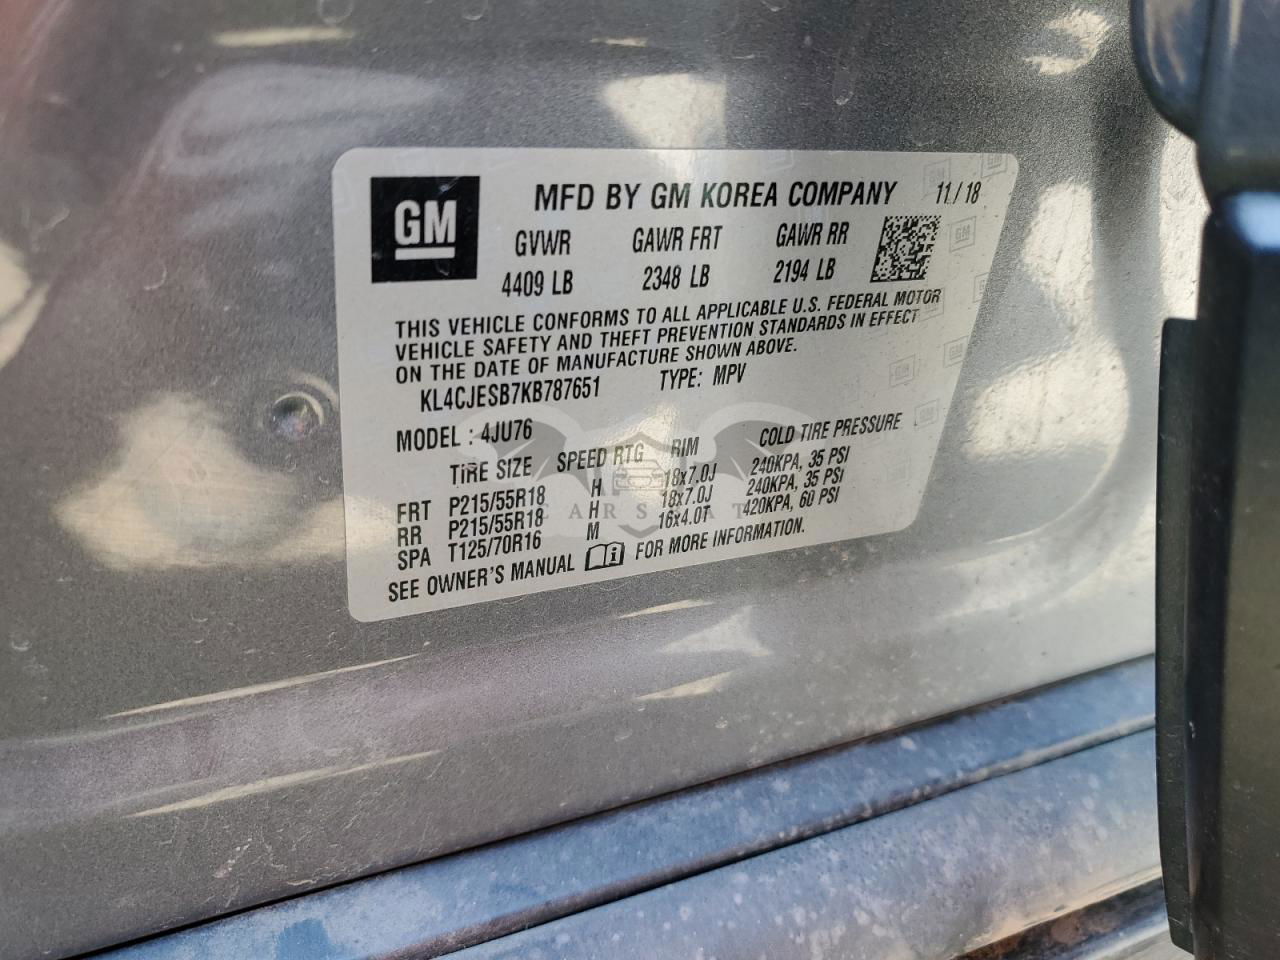 GM
MFD BY GM KOREA COMPANY 11 / 18
GVWR GAWR FRT GAWR RR
4409 LB 2348 LB 2194 LB
THIS VEHICLE CONFORMS TO ALL APPLICABLE U.S. FEDERAL MOTOR
VEHICLE SAFETY AND THEFT PREVENTION STANDARDS IN EFFECT
ON THE DATE OF MANUFACTURE SHOWN ABOVE.
KL4CJESB7KB787651 TYPE: MPV
MODEL : 4JU76
TIRE SIZE SPEED RTG RIM COLD TIRE PRESSURE
FRT P215/55R18 H 18x7.0J 240KPA, 35 PSI
RR P215/55R18 H 18x7.0J 240KPA, 35 PSI
SPA T125/70R16 M 16x4.0T 420KPA, 60 PSI
SEE OWNER'S MANUAL FOR MORE INFORMATION.